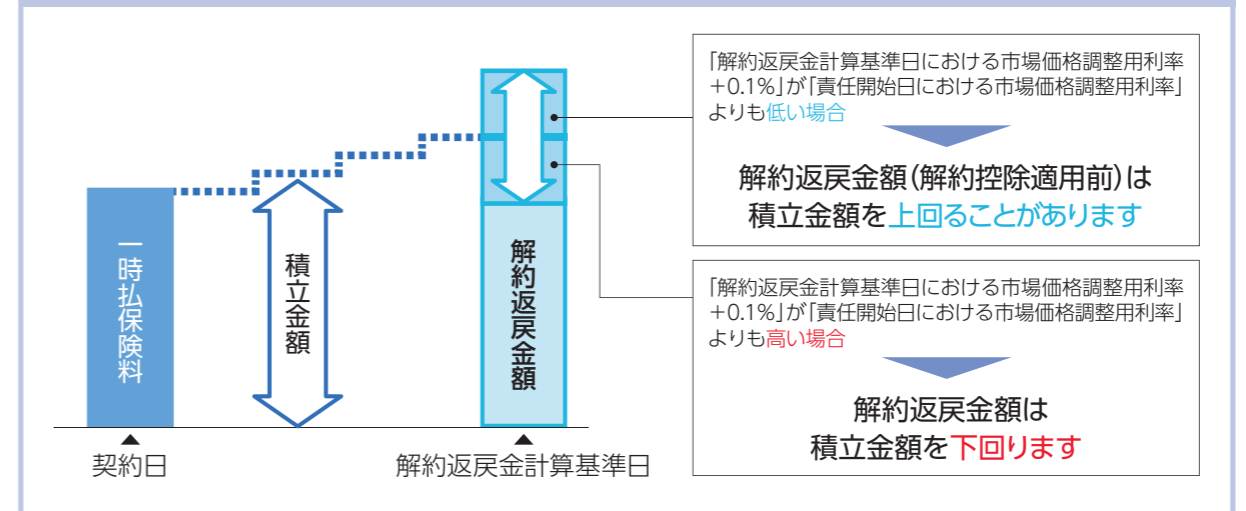 「解約返戻金計算基準日における市場価格調整用利率
+0.1%」が「責任開始日における市場価格調整用利率」
よりも低い場合
解約返戻金額(解約控除適用前)は
積立金額を上回ることがあります
「解約返戻金計算基準日における市場価格調整用利率
+0.1%」が「責任開始日における市場価格調整用利率」
よりも高い場合
解約返戻金額は
積立金額を下回ります
一時払保険料
積立金額
解約返戻金額
契約日
解約返戻金計算基準日